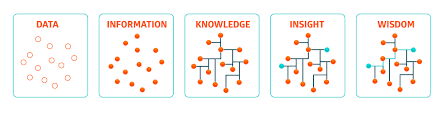 DATA
INFORMATION
KNOWLEDGE
INSIGHT
WISDOM